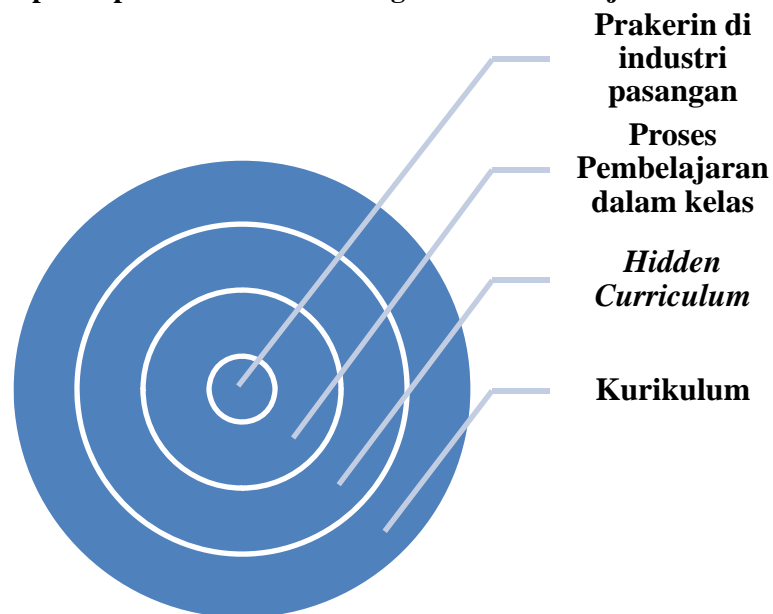 Prakerin di
industri
pasangan
Proses
Pembelajaran
dalam kelas
Hidden
Curriculum
Kurikulum